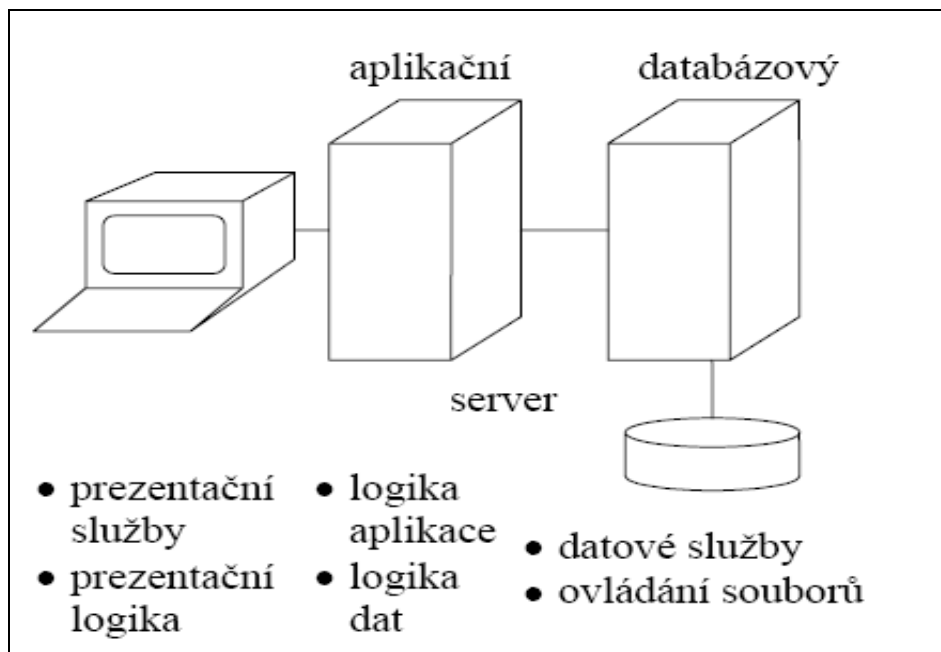 aplikační
databázový
server
● prezentační
služby
● prezentační
logika
● logika
aplikace
● logika
dat
● datové služby
● ovládání souborů